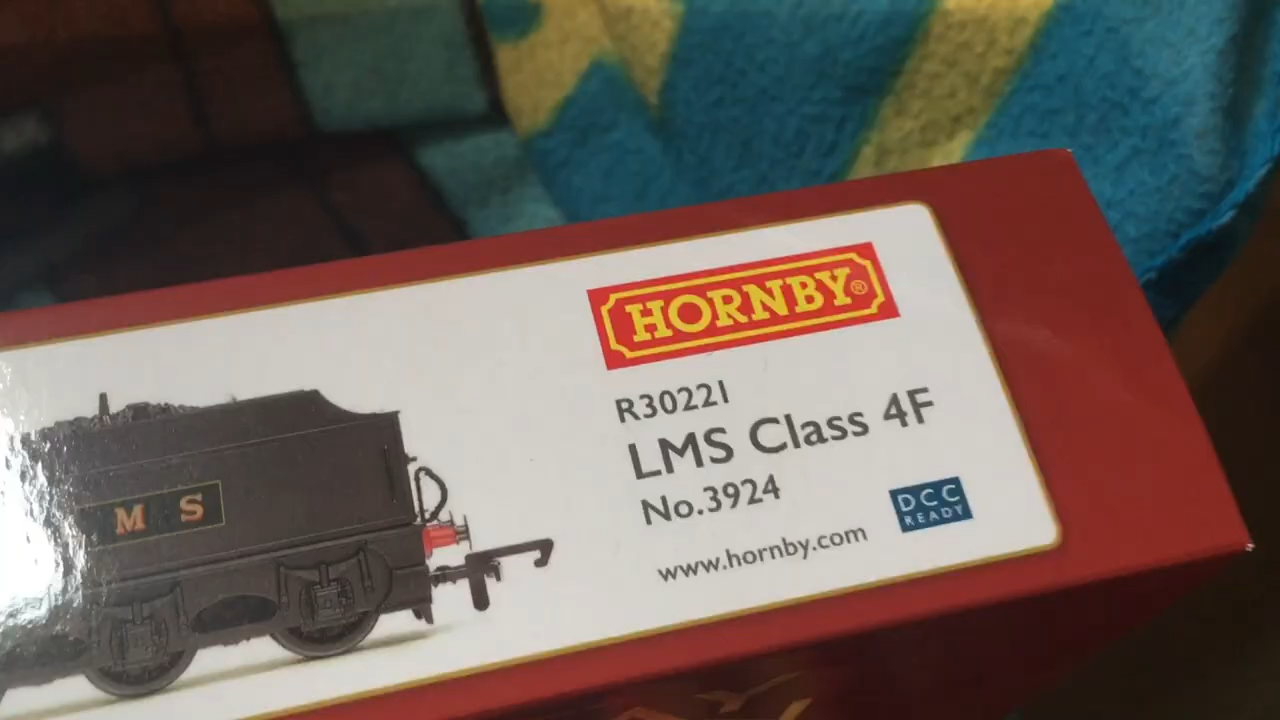 HORNBY®
R30221
LMS Class 4F
No.3924
DCC
READY
www.hornby.com
M S